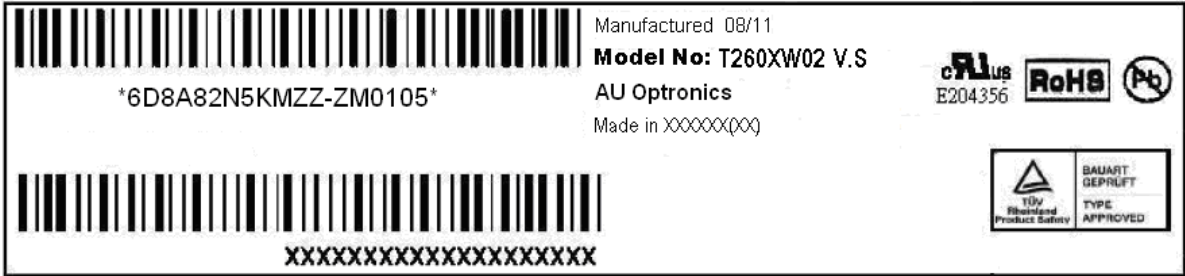 *6D8A82N5KMZZ-ZM0105*
Manufactured 08/11
Model No: T260XW02 V.S
AU Optronics
Made in XXXXXX(XX)
c RU us
E204356
RoHS
Pb
XXXXXXXXXXXXXXXXXXXX
TÜV
Rheinland
Product Safety
BAUART
GEPRÜFT
TYPE
APPROVED